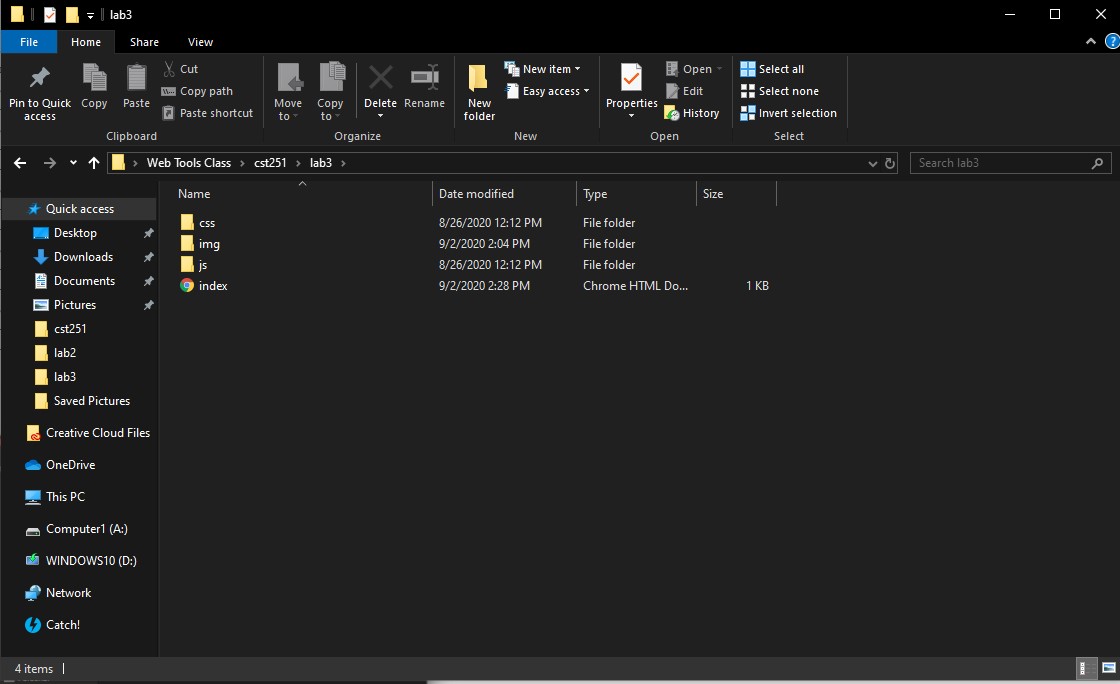 lab3
File Home Share View
Pin to Quick access
Copy
Paste
Cut
Copy path
Paste shortcut
Clipboard
Move to
Copy to
Delete
Rename
Organize
New folder
New item
Easy access
New
Properties
Open
Edit
History
Open
Select all
Select none
Invert selection
Select
Web Tools Class > cst251 > lab3 >
Search lab3
Quick access
Desktop
Downloads
Documents
Pictures
cst251
lab2
lab3
Saved Pictures
Creative Cloud Files
OneDrive
This PC
Computer1 (A:)
WINDOWS10 (D:)
Network
Catch!
Name Date modified Type Size
css 8/26/2020 12:12 PM File folder
img 9/2/2020 2:04 PM File folder
js 8/26/2020 12:12 PM File folder
index 9/2/2020 2:28 PM Chrome HTML Do... 1 KB
4 items